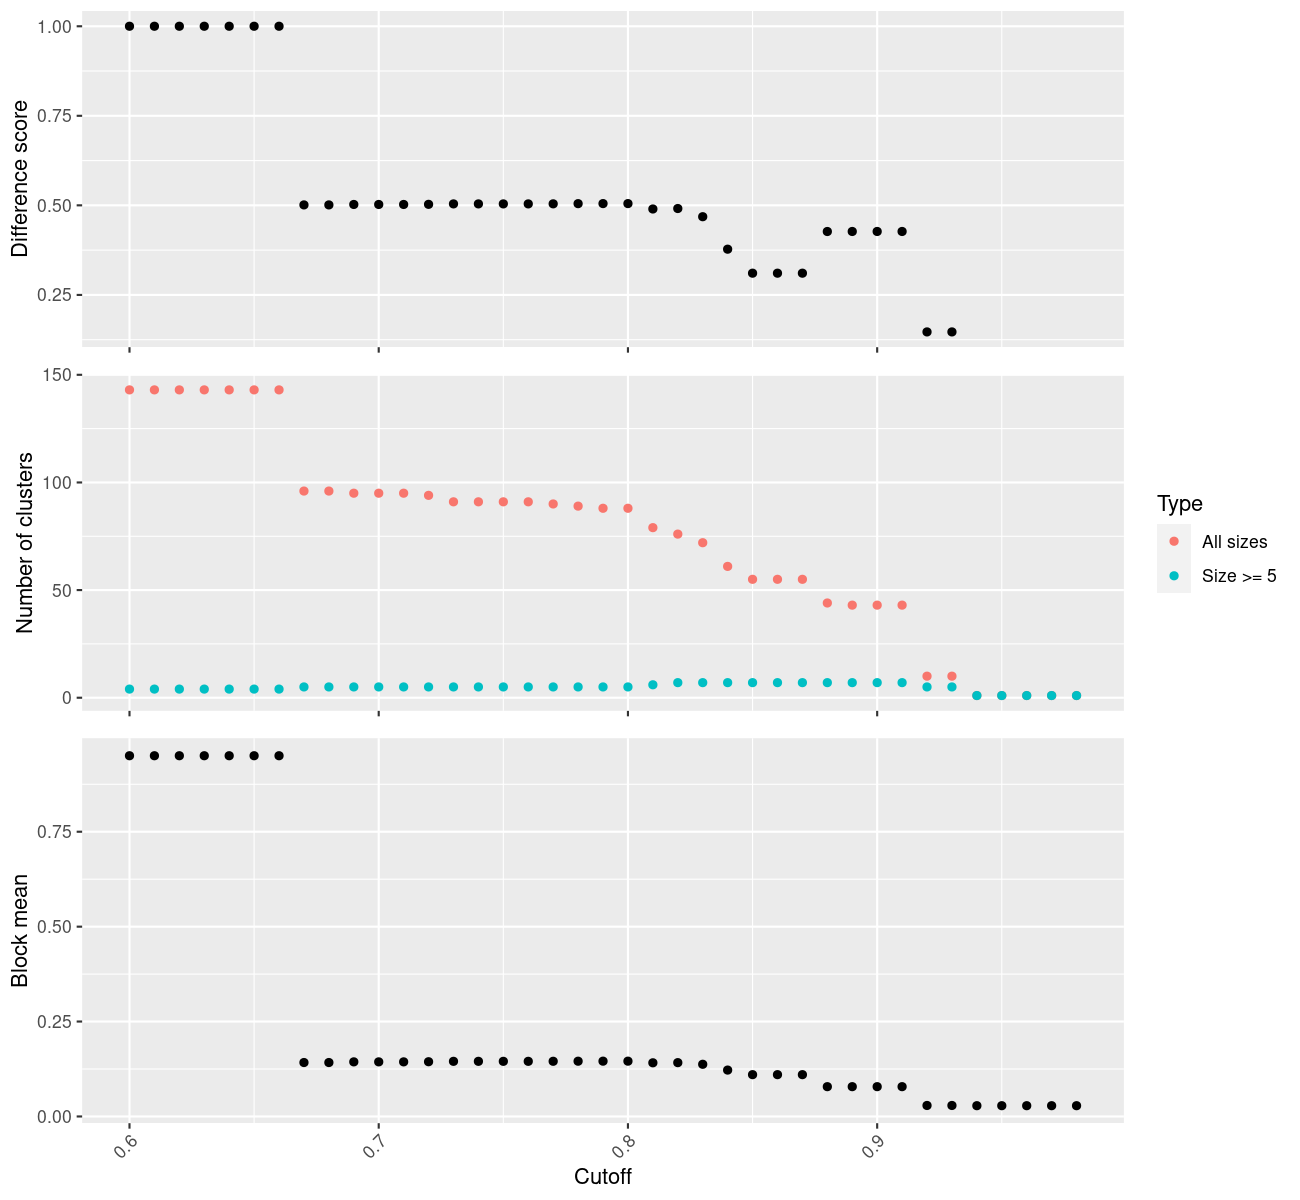 Difference score
1.00
0.75
0.50
0.25
Number of clusters
150
100
50
0
Type
All sizes
Size >= 5
Block mean
0.75
0.50
0.25
0.00
0.6 0.7 0.8 0.9
Cutoff